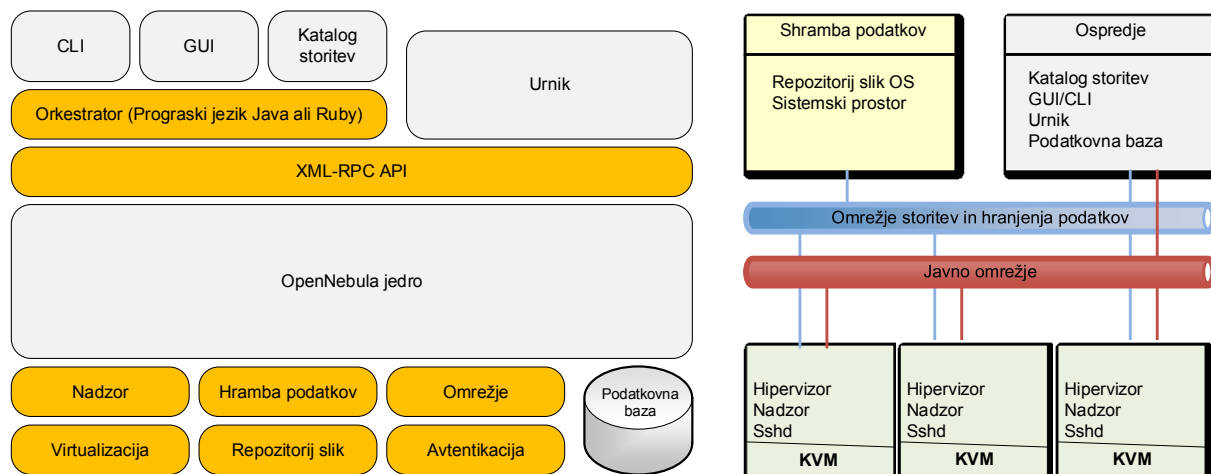 CLI
GUI
Katalog
storitev
Urnik
Orkestrator (Prograski jezik Java ali Ruby)
XML-RPC API
OpenNebula jedro
Nadzor
Hramba podatkov
Omrežje
Virtualizacija
Repozitorij slik
Avtentikacija
Podatkovna
baza
Shramba podatkov
Repozitorij slik OS
Sistemski prostor
Ospredje
Katalog storitev
GUI/CLI
Urnik
Podatkovna baza
Omrežje storitev in hranjenja podatkov
Javno omrežje
Hipervizor
Nadzor
Sshd
KVM
Hipervizor
Nadzor
Sshd
KVM
Hipervizor
Nadzor
Sshd
KVM